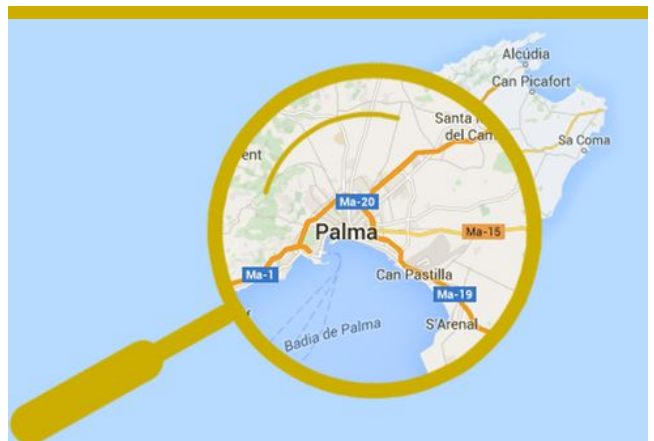 Alcúdia
Can Picafort
Santa
del Cam
Sa Coma
ent
Ma-20
Palma
Ma-15
Ma-1
Can Pastilla
Ma-19
S'Arenal
Badia de Palma